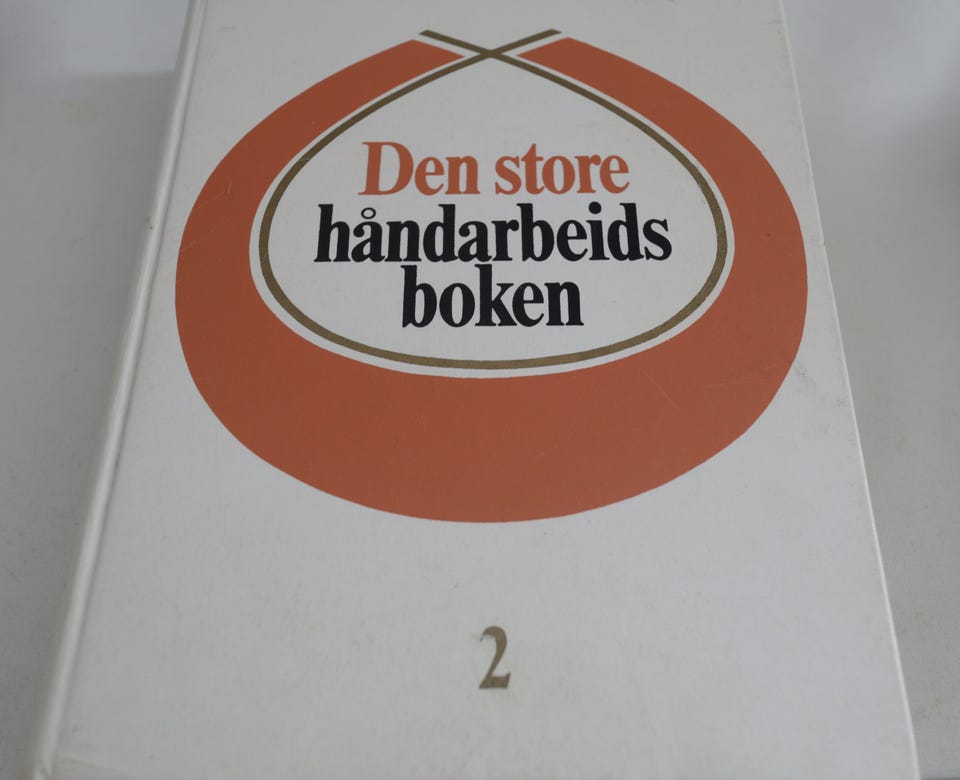 Den store
håndarbeids
boken
2